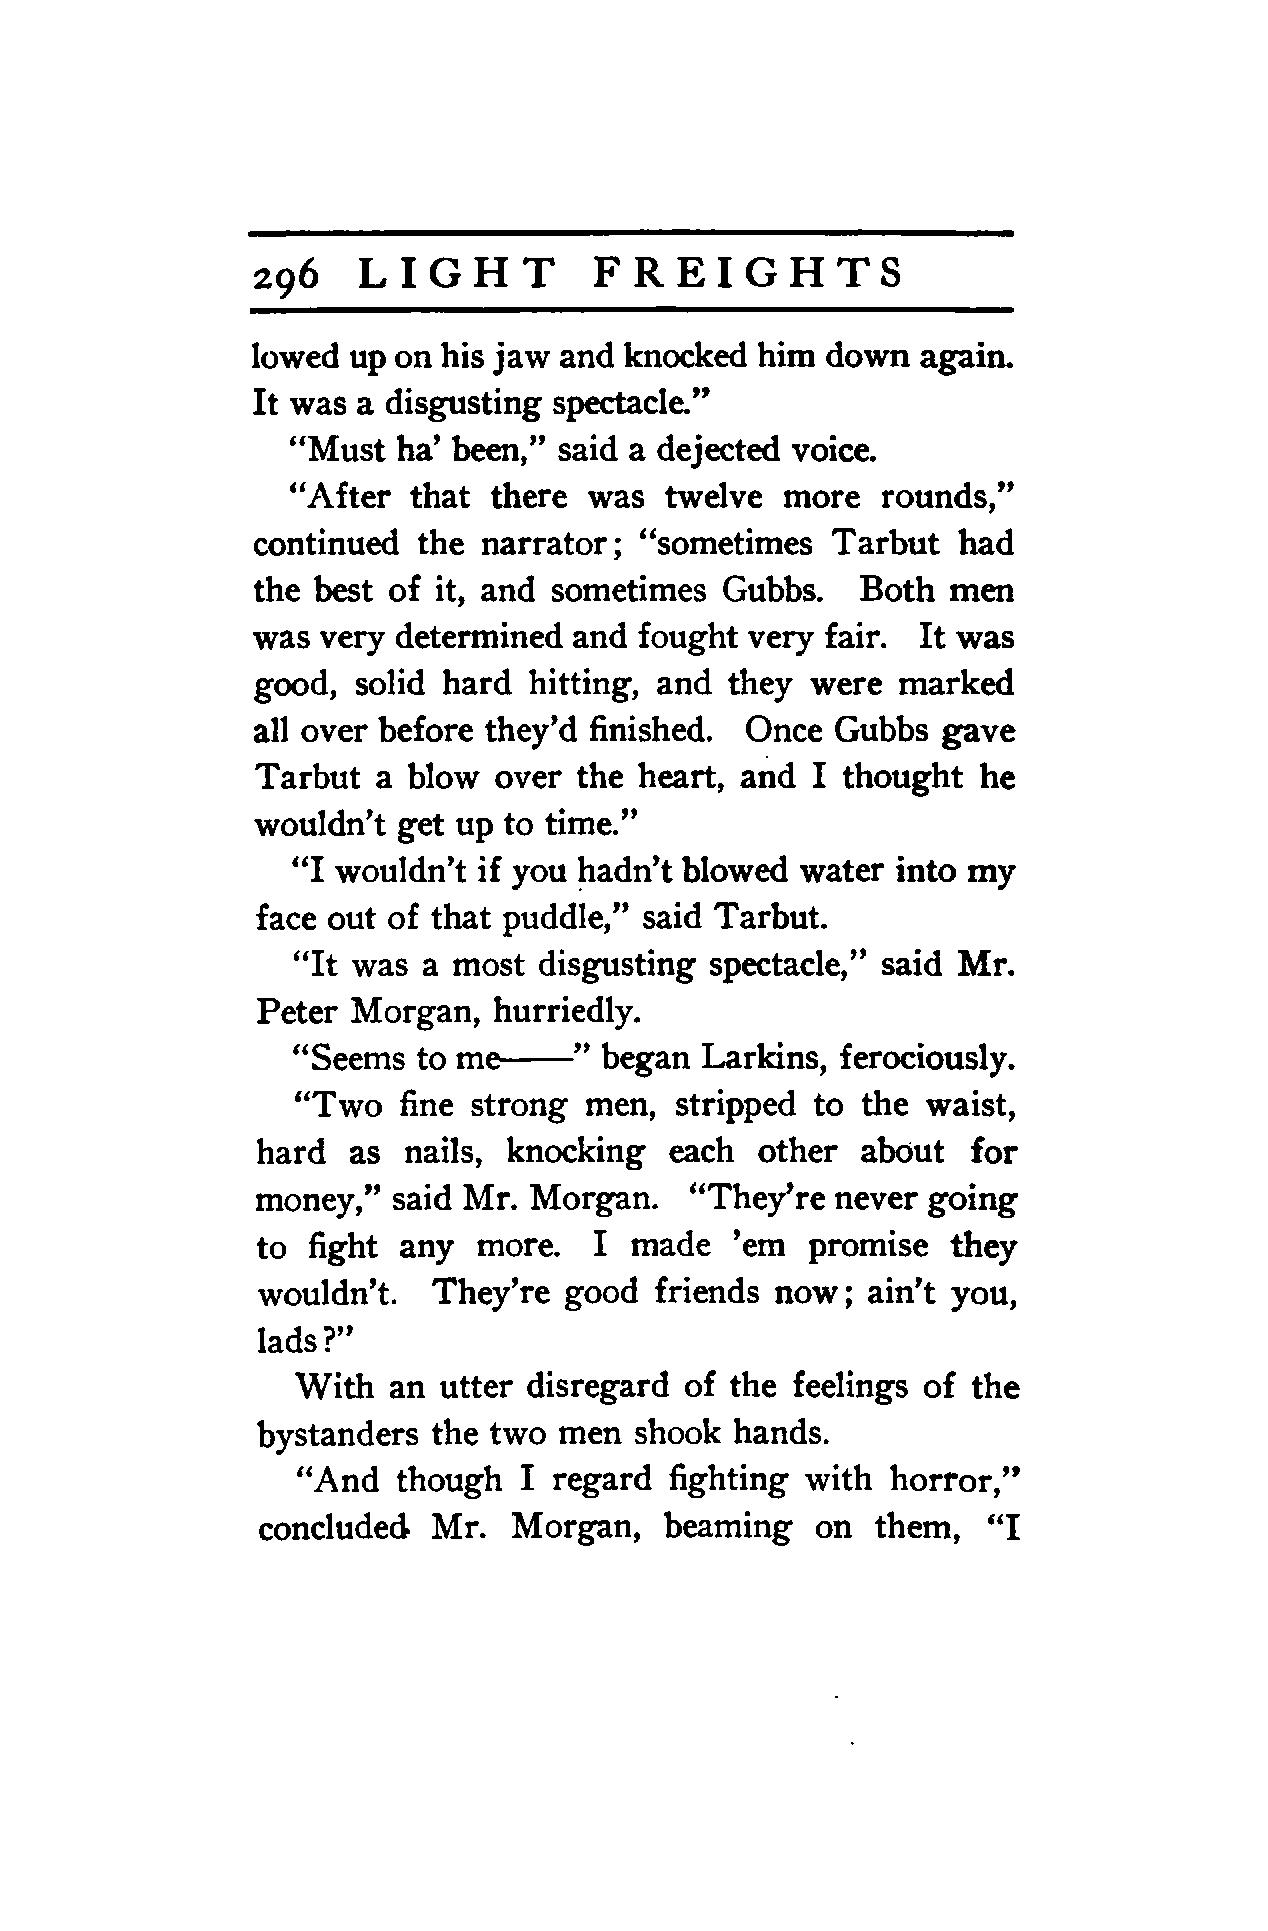 296 LIGHT FREIGHTS
lowed up on his jaw and knocked him down again.
It was a disgusting spectacle.”
“Must ha’ been,” said a dejected voice.
“After that there was twelve more rounds,”
continued the narrator; “sometimes Tarbut had
the best of it, and sometimes Gubbs. Both men
was very determined and fought very fair. It was
good, solid hard hitting, and they were marked
all over before they’d finished. Once Gubbs gave
Tarbut a blow over the heart, and I thought he
wouldn’t get up to time.”
“I wouldn’t if you hadn’t blowed water into my
face out of that puddle,” said Tarbut.
“It was a most disgusting spectacle,” said Mr.
Peter Morgan, hurriedly.
“Seems to me——” began Larkins, ferociously.
“Two fine strong men, stripped to the waist,
hard as nails, knocking each other about for
money,” said Mr. Morgan. “They’re never going
to fight any more. I made ’em promise they
wouldn’t. They’re good friends now; ain’t you,
lads?”
With an utter disregard of the feelings of the
bystanders the two men shook hands.
“And though I regard fighting with horror,”
concluded Mr. Morgan, beaming on them, “I